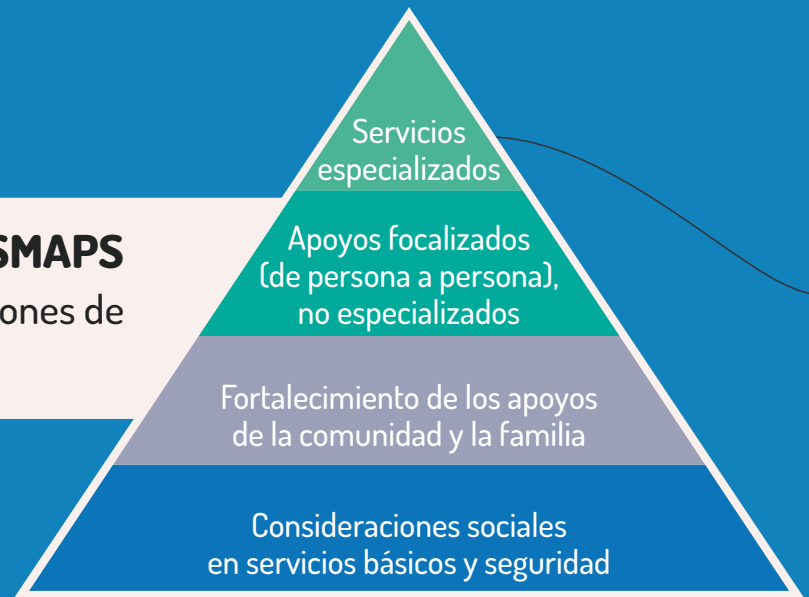 Servicios
especializados
SMAPS
ones de
Apoyos focalizados
(de persona a persona),
no especializados
Fortalecimiento de los apoyos
de la comunidad y la familia
Consideraciones sociales
en servicios básicos y seguridad